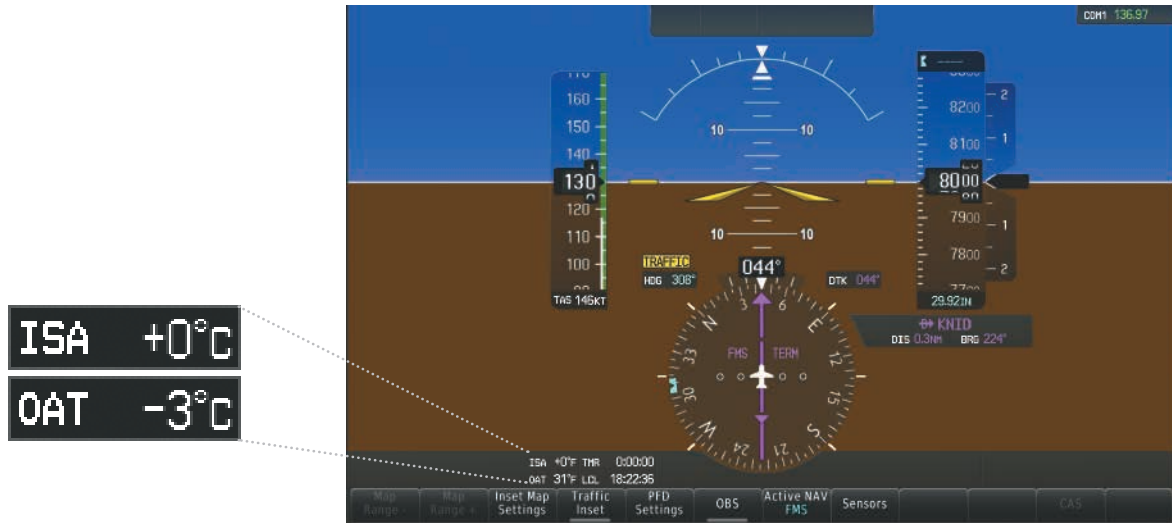 COM1 136.97
160
8200
2
150
10 10
8100
1
140
130
8000
120
7900
1
110
10 10
7800
2
100
TRAFFIC
044°
HDG 308°
DTK 044°
TAS 146KT
29.92IN
KNID
DIS 0.3NM BRG 224°
N 3 6 E 12 15 S 21 24 W 30 33
FMS TERM
ISA +0°C
OAT -3°C
ISA +0°F TMR 0:00:00
OAT 31°F LCL 18:22:36
Map Range -
Map Range +
Inset Map Settings
Traffic Inset
PFD Settings
OBS
Active NAV FMS
Sensors
CAS